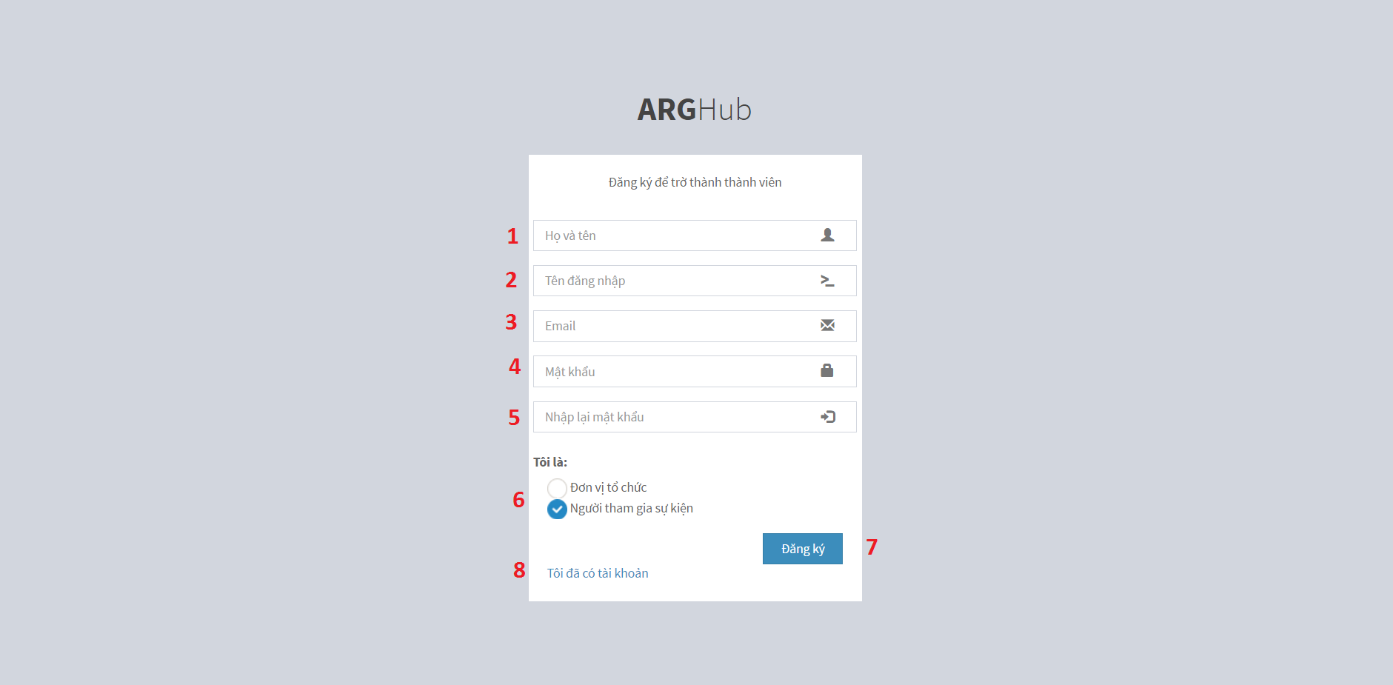 ARGHub
Đăng ký để trở thành thành viên
1 Họ và tên
2 Tên đăng nhập
3 Email
4 Mật khẩu
5 Nhập lại mật khẩu
Tôi là:
Đơn vị tổ chức
6
Người tham gia sự kiện
Đăng ký 7
8 Tôi đã có tài khoản